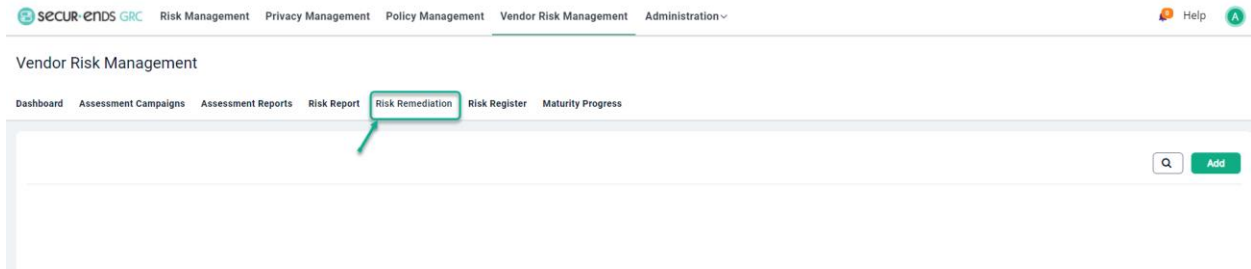 SECUR-ENDS GRC Risk Management Privacy Management Policy Management Vendor Risk Management Administration Help A
Vendor Risk Management
Dashboard Assessment Campaigns Assessment Reports Risk Report Risk Remediation Risk Register Maturity Progress
Add